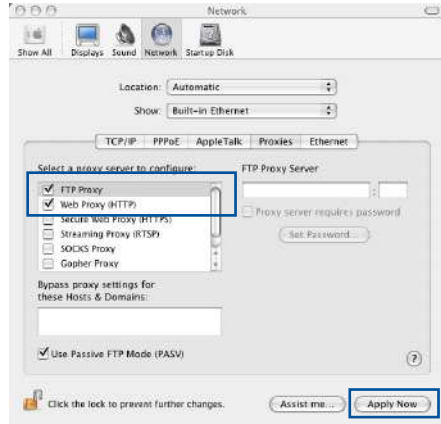 Network
Show All Displays Sound Network Startup Disk
Location: Automatic
Show: Built-in Ethernet
TCP/IP PPPoE AppleTalk Proxies Ethernet
Select a proxy server to configure: FTP Proxy Server
FTP Proxy
:
Web Proxy (HTTP)
Proxy server requires password
Secure Web Proxy (HTTPS)
Streaming Proxy (RTSP) Set Password...
SOCKS Proxy
Gopher Proxy
Bypass proxy settings for
these Hosts & Domains:
Use Passive FTP Mode (PASV)
?
Click the lock to prevent further changes. Assist me... Apply Now